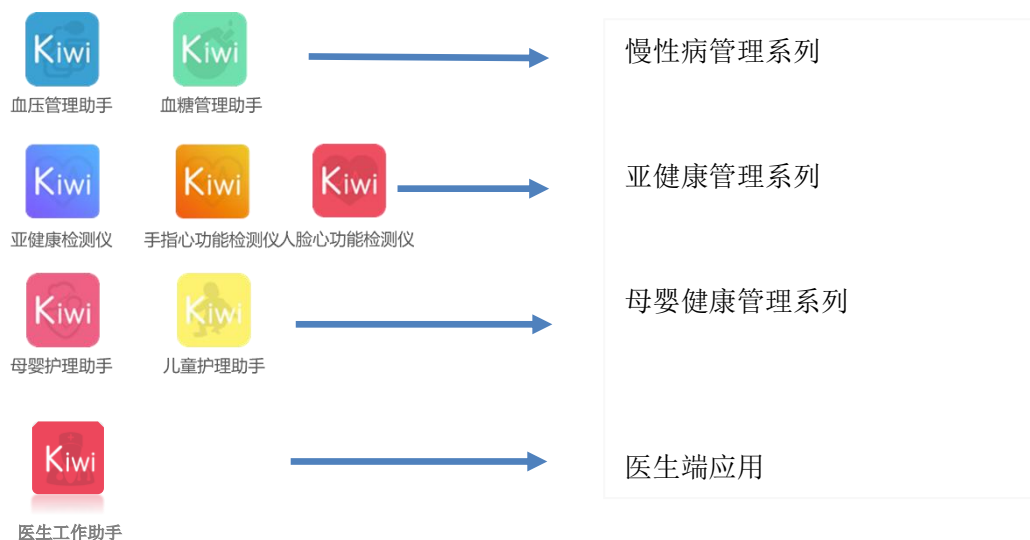 Kiwi Kiwi
慢性病管理系列
血压管理助手 血糖管理助手
Kiwi Kiwi Kiwi
亚健康管理系列
亚健康检测仪 手指心功能检测仪 人脸心功能检测仪
Kiwi Kiwi
母婴健康管理系列
母婴护理助手 儿童护理助手
Kiwi
医生端应用
医生工作助手